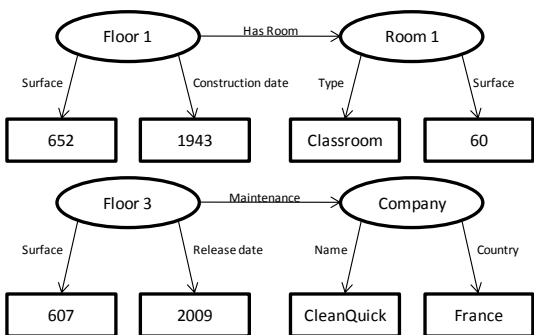 Floor 1
Has Room
Room 1
Surface
Construction date
Type
Surface
652
1943
Classroom
60
Floor 3
Maintenance
Company
Surface
Release date
Name
Country
607
2009
CleanQuick
France